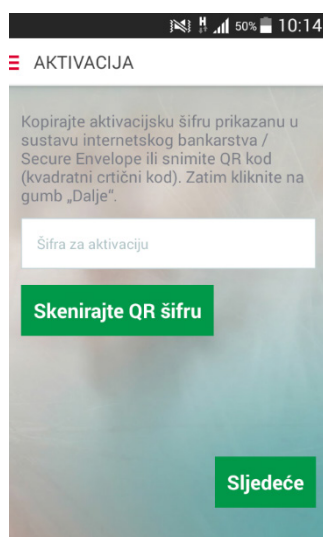 H 50% 10:14
AKTIVACIJA
Kopirajte aktivacijsku šifru prikazanu u
sustavu internetskog bankarstva /
Secure Envelope ili snimite QR kod
(kvadratni crtični kod). Zatim kliknite na
gumb „Dalje“.
Šifra za aktivaciju
Skenirajte QR šifru
Sljedeće